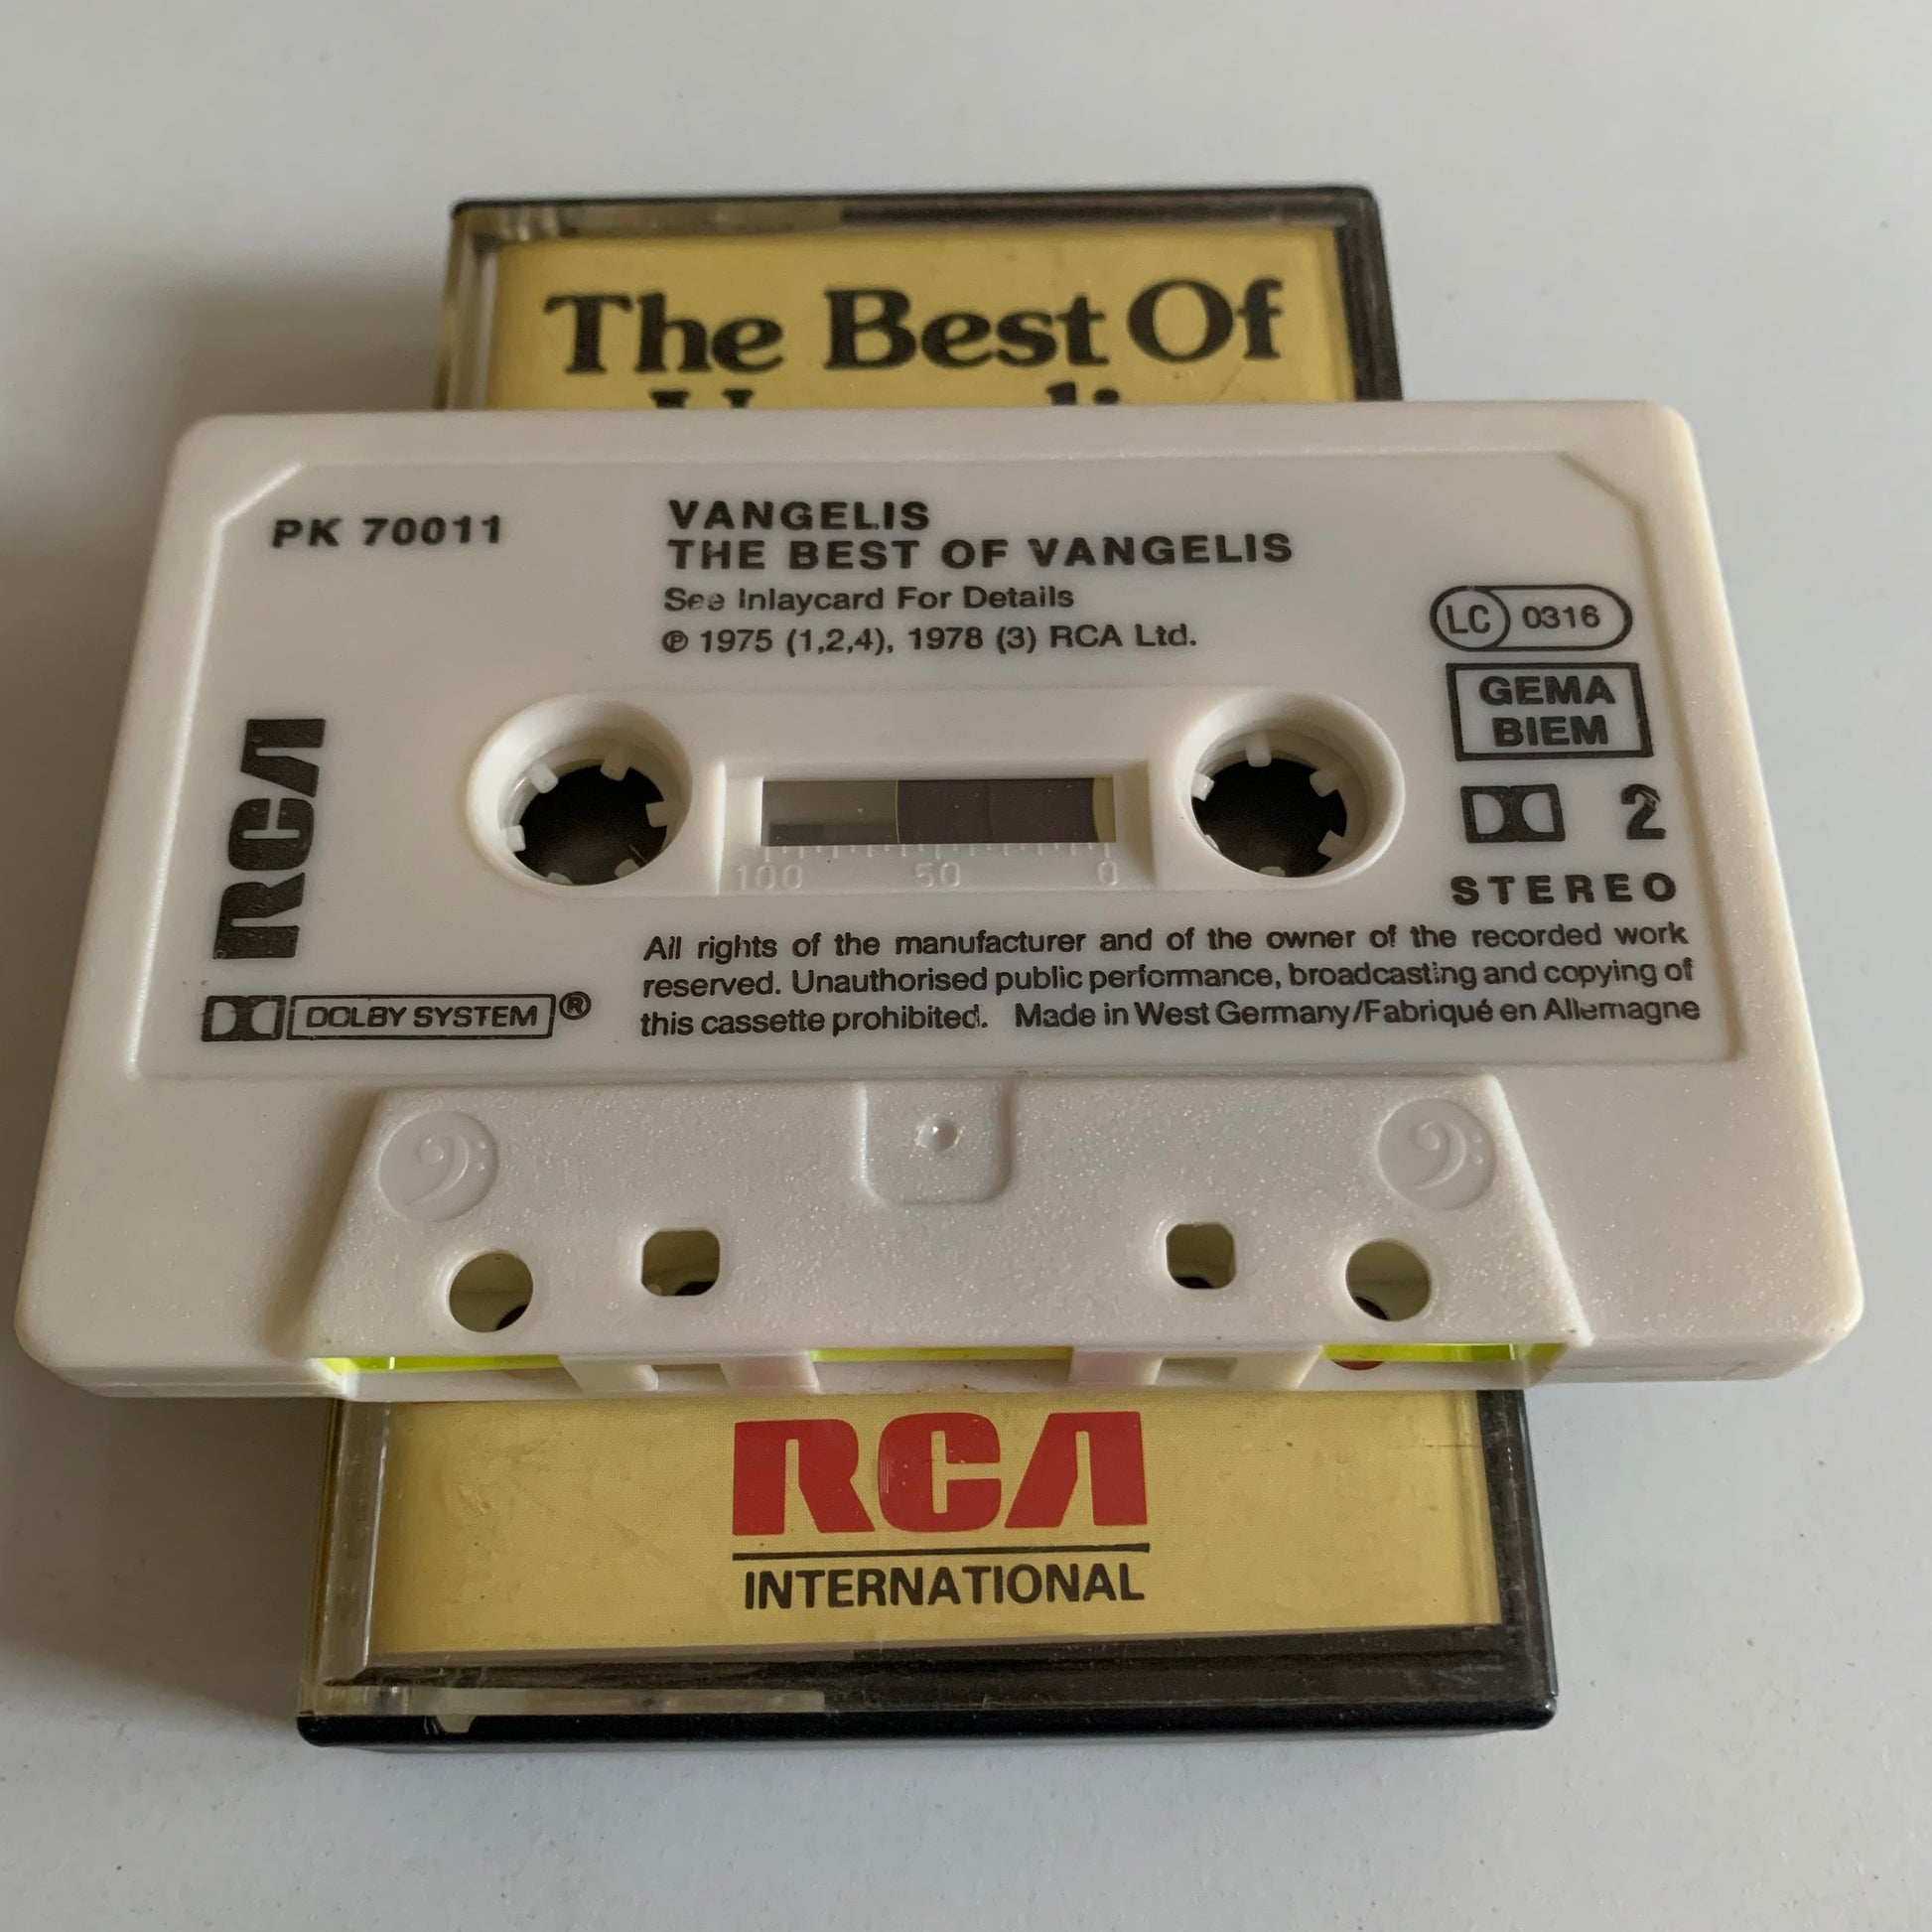 The Best Of
PK 70011
VANGELIS
THE BEST OF VANGELIS
See Inlaycard For Details
℗ 1975 (1,2,4), 1978 (3) RCA Ltd.
LC 0316
GEMA
BIEM
RCA
2
100 50 0
STEREO
All rights of the manufacturer and of the owner of the recorded work
reserved. Unauthorised public performance, broadcasting and copying of
this cassette prohibited. Made in West Germany/Fabriqué en Allemagne
DOLBY SYSTEM®
RCA
INTERNATIONAL